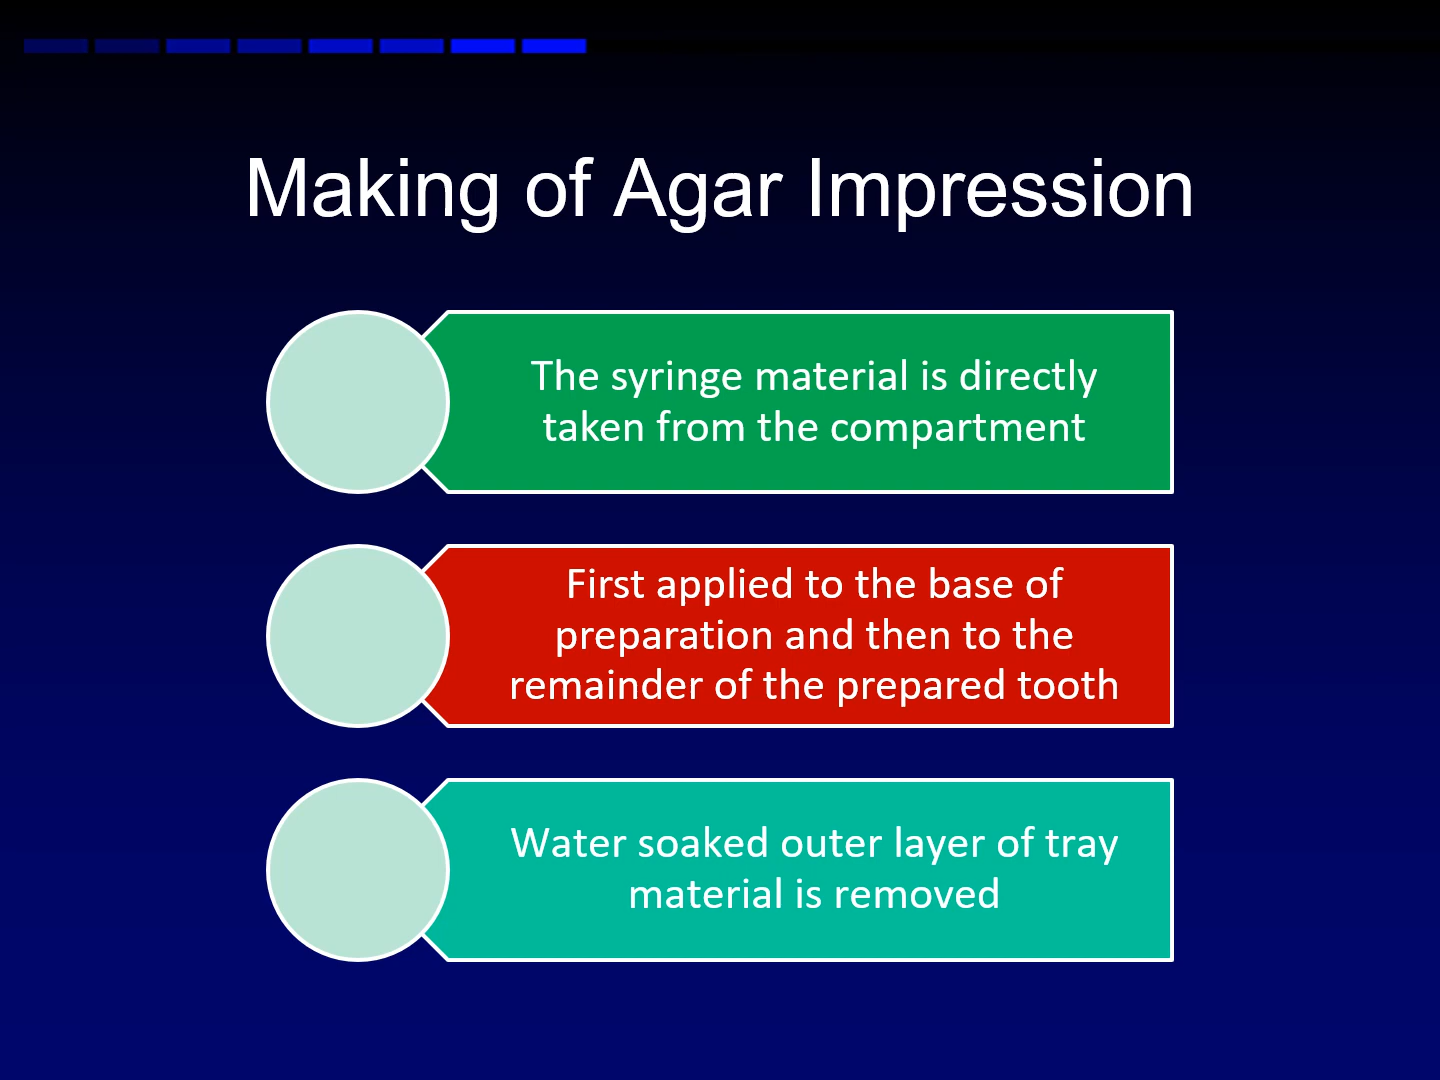 Making of Agar Impression
The syringe material is directly
taken from the compartment
First applied to the base of
preparation and then to the
remainder of the prepared tooth
Water soaked outer layer of tray
material is removed